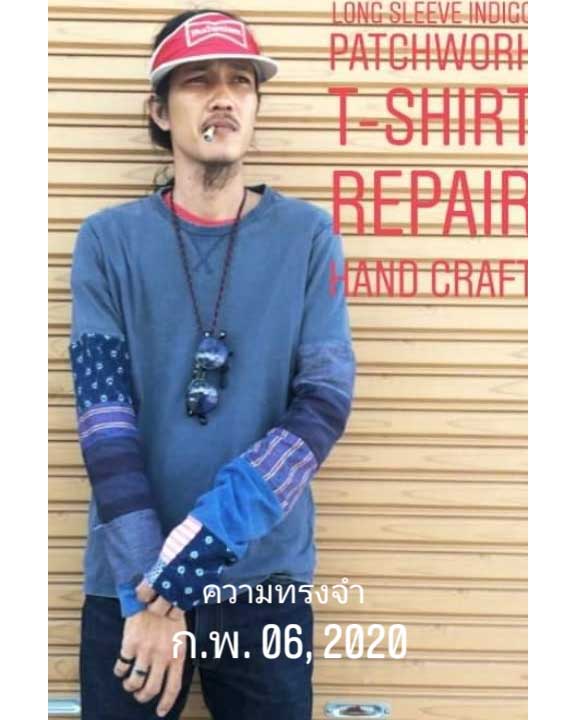 Budweiser
LONG SLEEVE INDIGO
PATCHWORK
T-SHIRT
REPAIR
HAND CRAFT
ความทรงจำ
ก.พ. 06, 2020